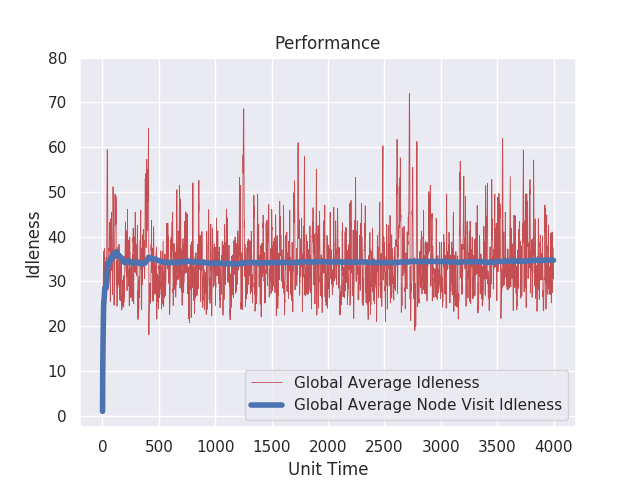 Performance
80
70
60
50
40
30
20
10
0
Idleness
Global Average Idleness
Global Average Node Visit Idleness
0 500 1000 1500 2000 2500 3000 3500 4000
Unit Time